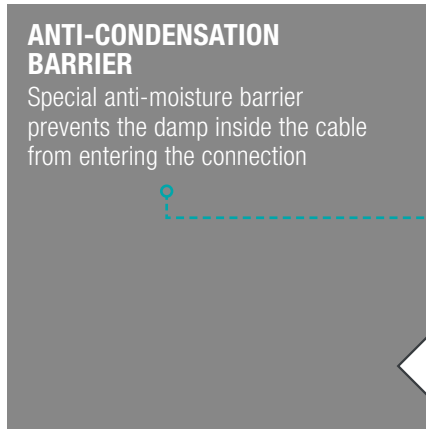 ANTI-CONDENSATION
BARRIER
Special anti-moisture barrier
prevents the damp inside the cable
from entering the connection